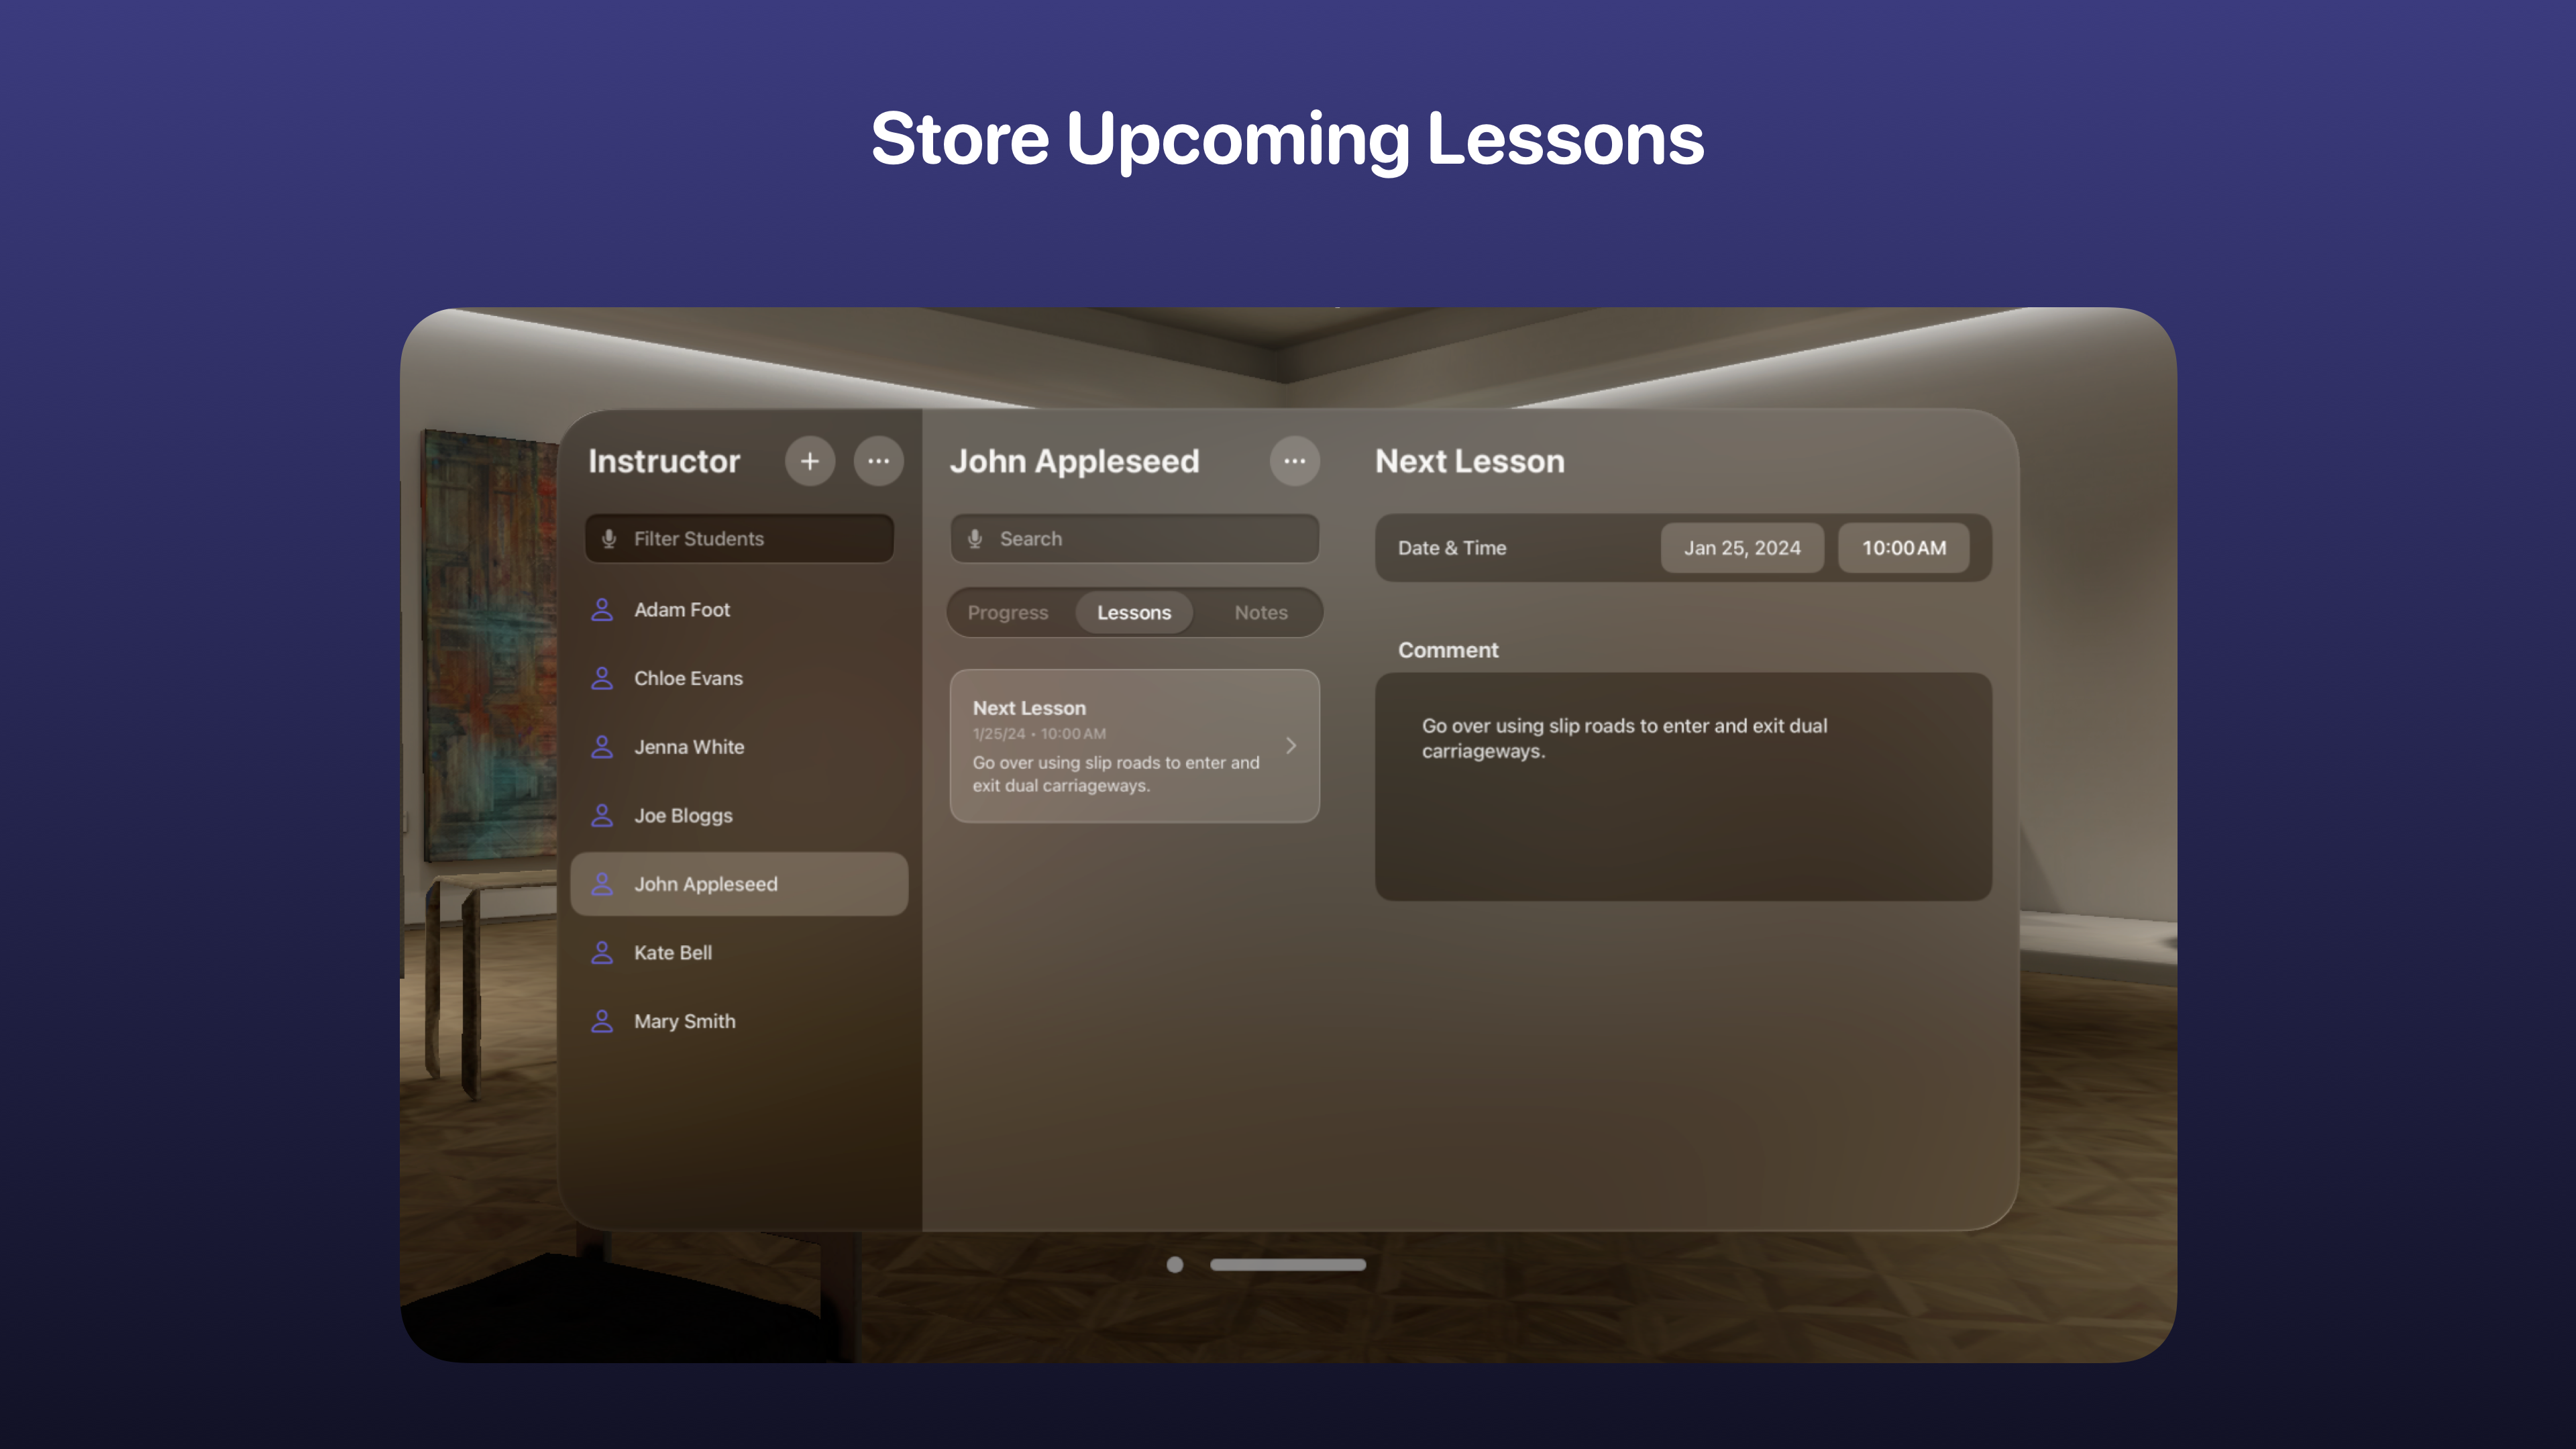 Store Upcoming Lessons
Instructor
Filter Students
Adam Foot
Chloe Evans
Jenna White
Joe Bloggs
John Appleseed
Kate Bell
Mary Smith
John Appleseed
Search
Progress Lessons Notes
Next Lesson
1/25/24 • 10:00 AM
Go over using slip roads to enter and
exit dual carriageways.
Next Lesson
Date & Time Jan 25, 2024 10:00 AM
Comment
Go over using slip roads to enter and exit dual
carriageways.